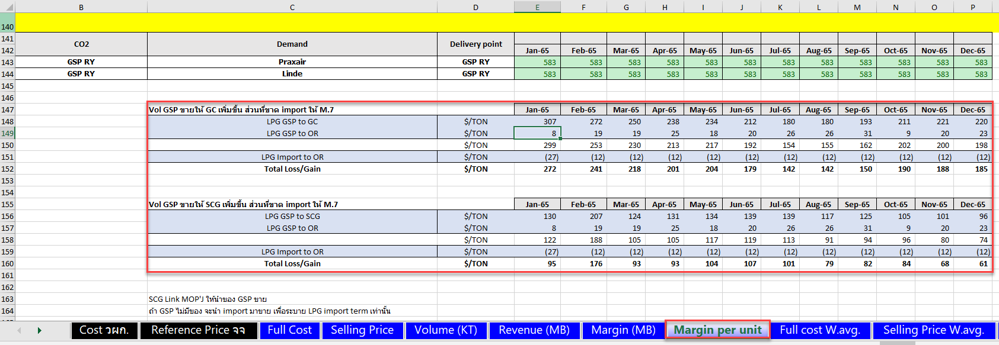 B C D E F G H I J K L M N O P
140
141 CO2 Demand Delivery point
142 Jan-65 Feb-65 Mar-65 Apr-65 May-65 Jun-65 Jul-65 Aug-65 Sep-65 Oct-65 Nov-65 Dec-65
143 GSP RY Praxair GSP RY 583 583 583 583 583 583 583 583 583 583 583 583
144 GSP RY Linde GSP RY 583 583 583 583 583 583 583 583 583 583 583 583
145
146
147 Vol GSP ขายให้ GC เพิ่มขึ้น ส่วนที่ขาด import ให้ M.7 Jan-65 Feb-65 Mar-65 Apr-65 May-65 Jun-65 Jul-65 Aug-65 Sep-65 Oct-65 Nov-65 Dec-65
148 LPG GSP to GC $/TON 307 272 250 238 234 212 180 180 193 211 221 220
149 LPG GSP to OR $/TON 8 19 19 25 18 20 26 26 31 9 20 23
150 $/TON 299 253 230 213 217 192 154 155 162 202 200 198
151 LPG Import to OR $/TON (27) (12) (12) (12) (12) (12) (12) (12) (12) (12) (12) (12)
152 Total Loss/Gain $/TON 272 241 218 201 204 179 142 142 150 190 188 185
153
154
155 Vol GSP ขายให้ SCG เพิ่มขึ้น ส่วนที่ขาด import ให้ M.7 Jan-65 Feb-65 Mar-65 Apr-65 May-65 Jun-65 Jul-65 Aug-65 Sep-65 Oct-65 Nov-65 Dec-65
156 LPG GSP to SCG $/TON 130 207 124 131 134 139 139 117 125 105 101 96
157 LPG GSP to OR $/TON 8 19 19 25 18 20 26 26 31 9 20 23
158 $/TON 122 188 105 105 117 119 113 91 94 96 80 74
159 LPG Import to OR $/TON (27) (12) (12) (12) (12) (12) (12) (12) (12) (12) (12) (12)
160 Total Loss/Gain $/TON 95 176 93 93 104 107 101 79 82 84 68 61
161
162
163 SCG Link MOP'J ให้นำของ GSP ขาย
164 ถ้า GSP ไม่มีของ จะนำ import มาขาย เพื่อระบาย LPG import term เท่านั้น
Cost วผก. Reference Price จจ Full Cost Selling Price Volume (KT) Revenue (MB) Margin (MB) Margin per unit Full cost W.avg. Selling Price W.avg.